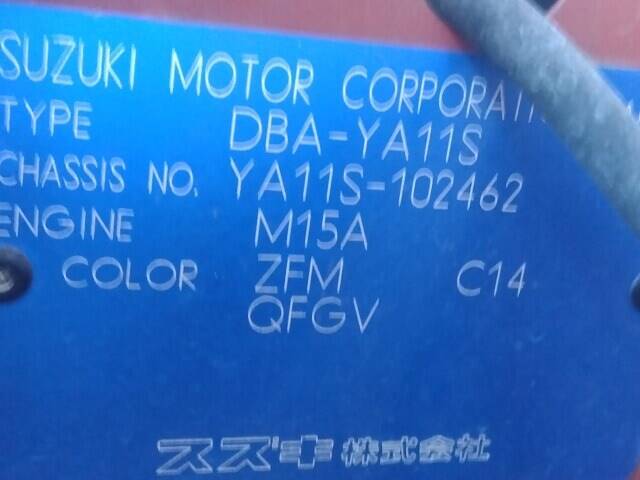 SUZUKI MOTOR CORPORATI
TYPE DBA-YA11S
CHASSIS NO. YA11S-102462
ENGINE M15A
COLOR ZFM C14
QFGV
スズキ株式会社